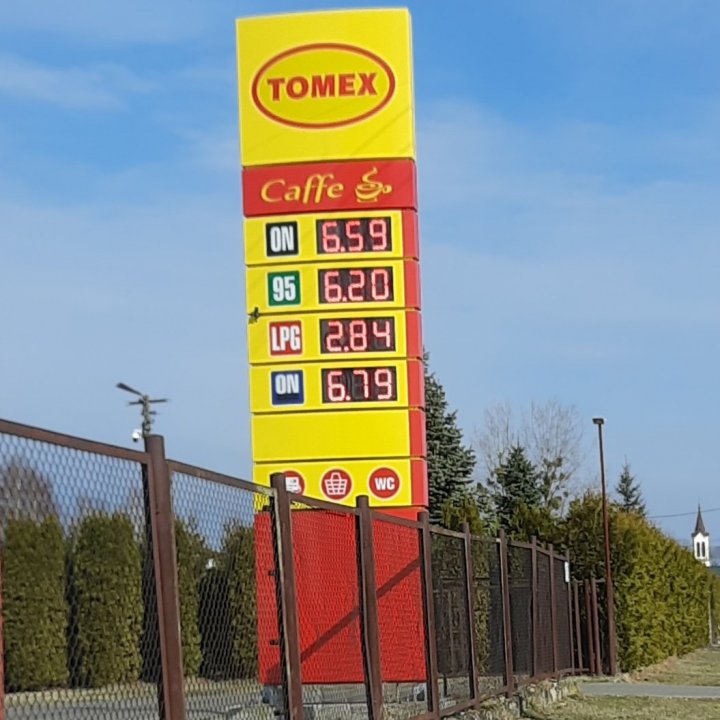 TOMEX
Caffe
ON 6.59
95 6.20
LPG 2.84
ON 6.79
WC